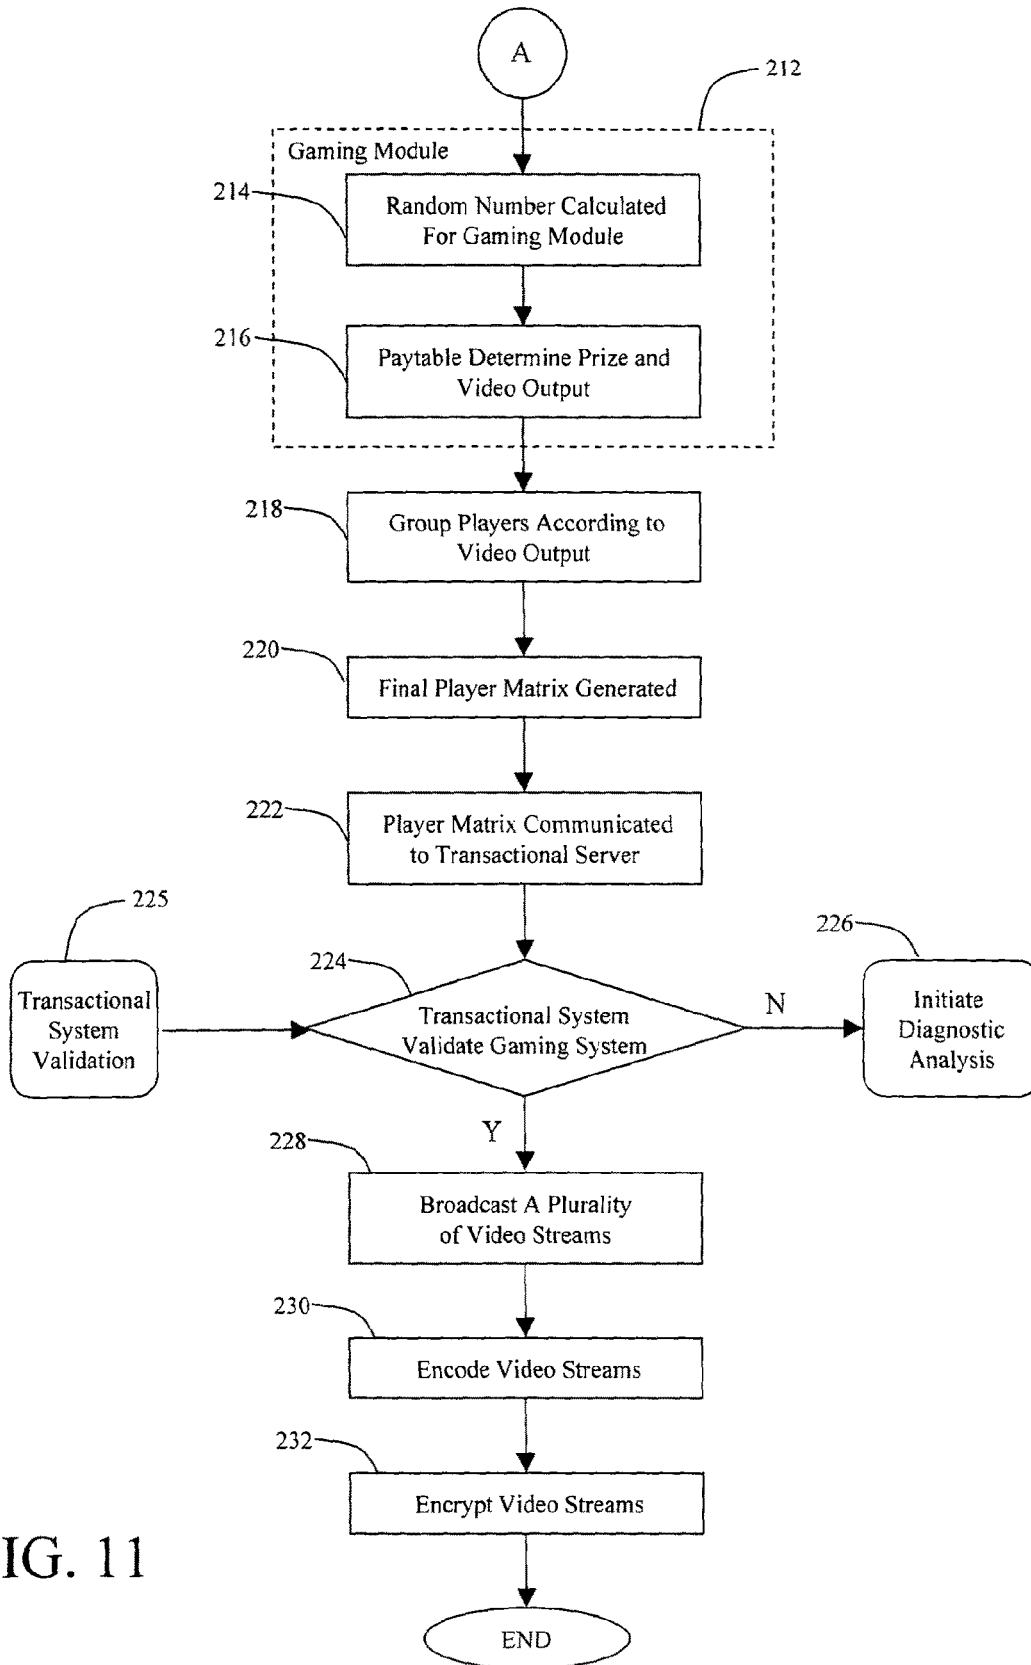 A
212
Gaming Module
214
Random Number Calculated
For Gaming Module
216
Paytable Determine Prize and
Video Output
218
Group Players According to
Video Output
220
Final Player Matrix Generated
222
Player Matrix Communicated
to Transactional Server
225
Transactional
System
Validation
224
Transactional System
Validate Gaming System
N
226
Initiate
Diagnostic
Analysis
Y
228
Broadcast A Plurality
of Video Streams
230
Encode Video Streams
232
Encrypt Video Streams
IG. 11
END